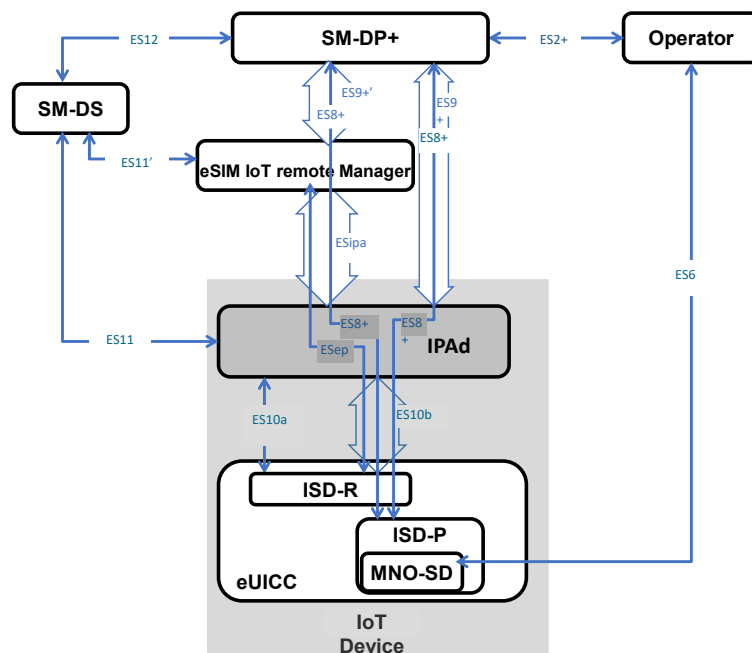 ES12
SM-DP+
ES2+
Operator
SM-DS
ES9+’
ES8+
ES9
+
ES8+
ES11’
eSIM IoT remote Manager
ESipa
ES6
ES8+
ES8
+
ES11
ESep
IPAd
ES10a
ES10b
ISD-R
ISD-P
MNO-SD
eUICC
IoT
Device